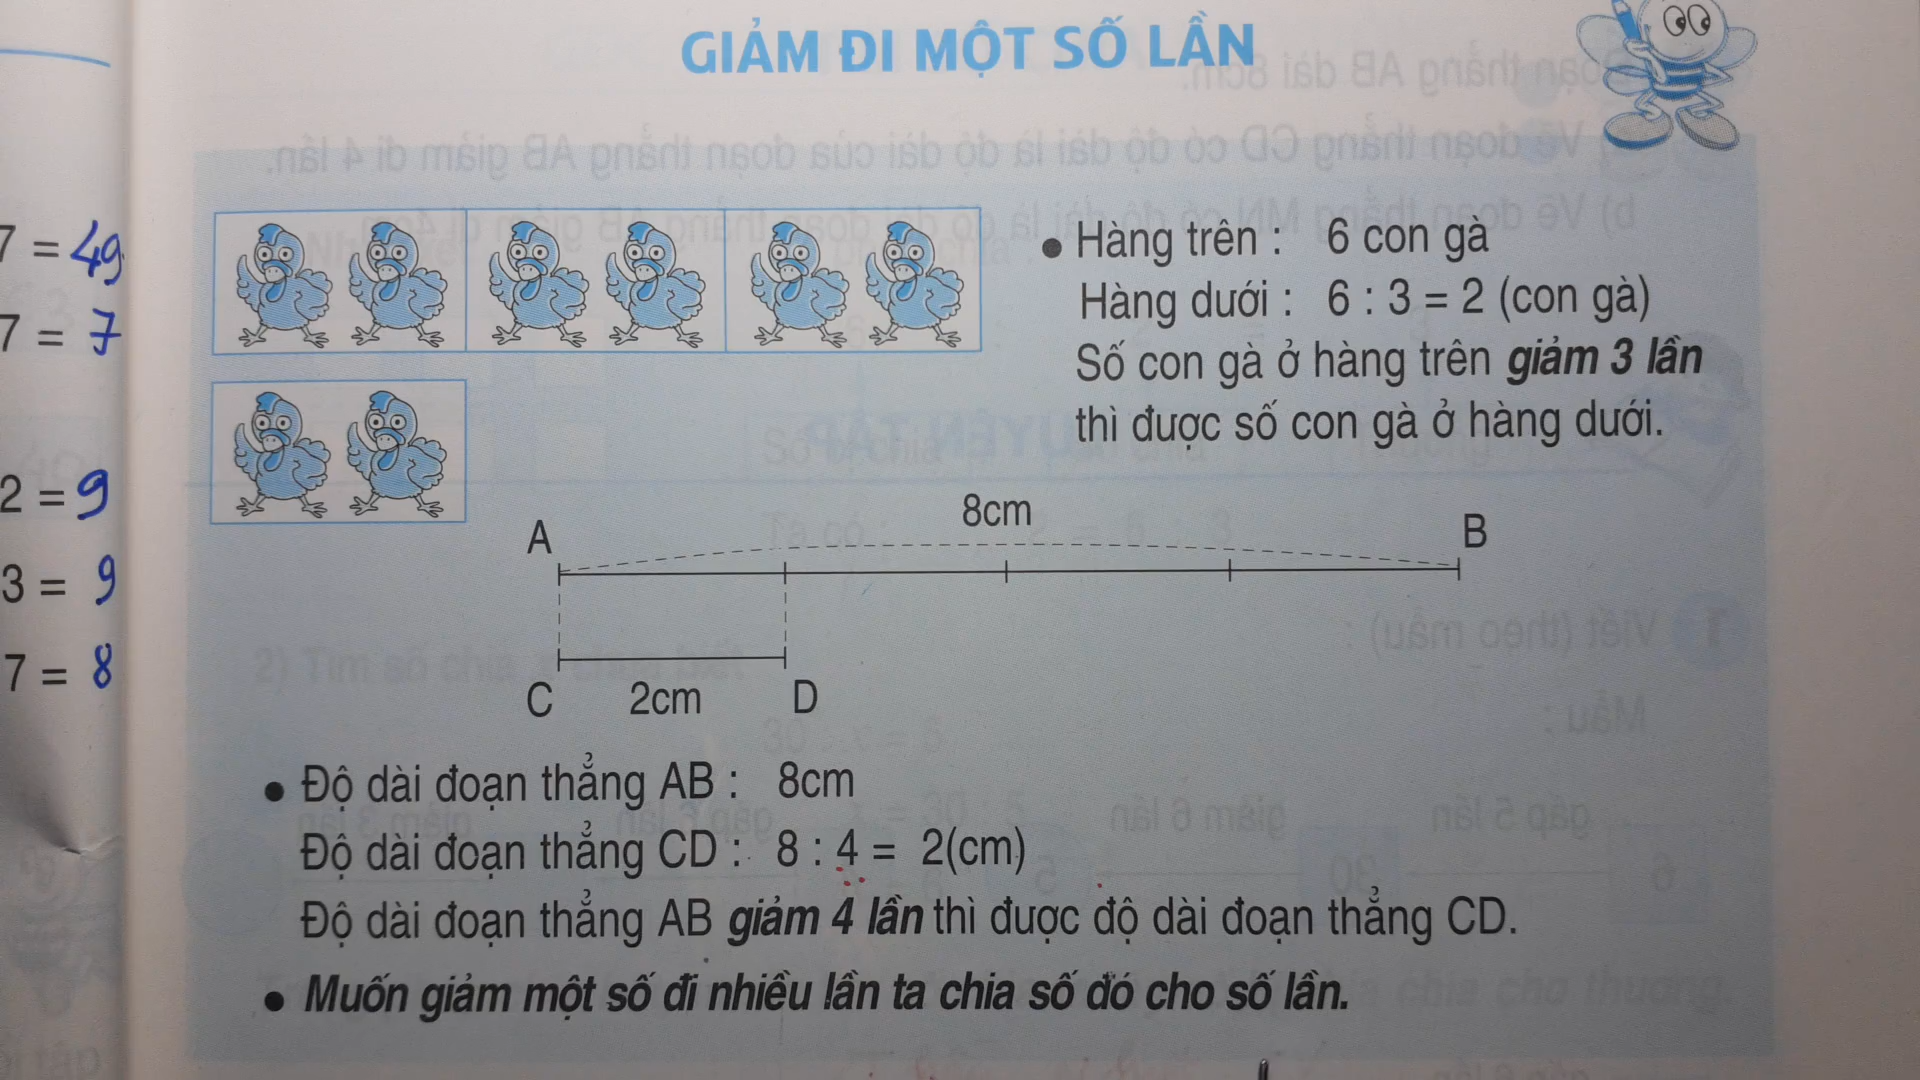 GIẢM ĐI MỘT SỐ LẦN
7 = 49
7 = 7
2 = 9
3 = 9
7 = 8
• Hàng trên : 6 con gà
Hàng dưới : 6 : 3 = 2 (con gà)
Số con gà ở hàng trên giảm 3 lần
thì được số con gà ở hàng dưới.
8cm
A B
C 2cm D
• Độ dài đoạn thẳng AB : 8cm
Độ dài đoạn thẳng CD : 8 : 4 = 2(cm)
Độ dài đoạn thẳng AB giảm 4 lần thì được độ dài đoạn thẳng CD.
• Muốn giảm một số đi nhiều lần ta chia số đó cho số lần.